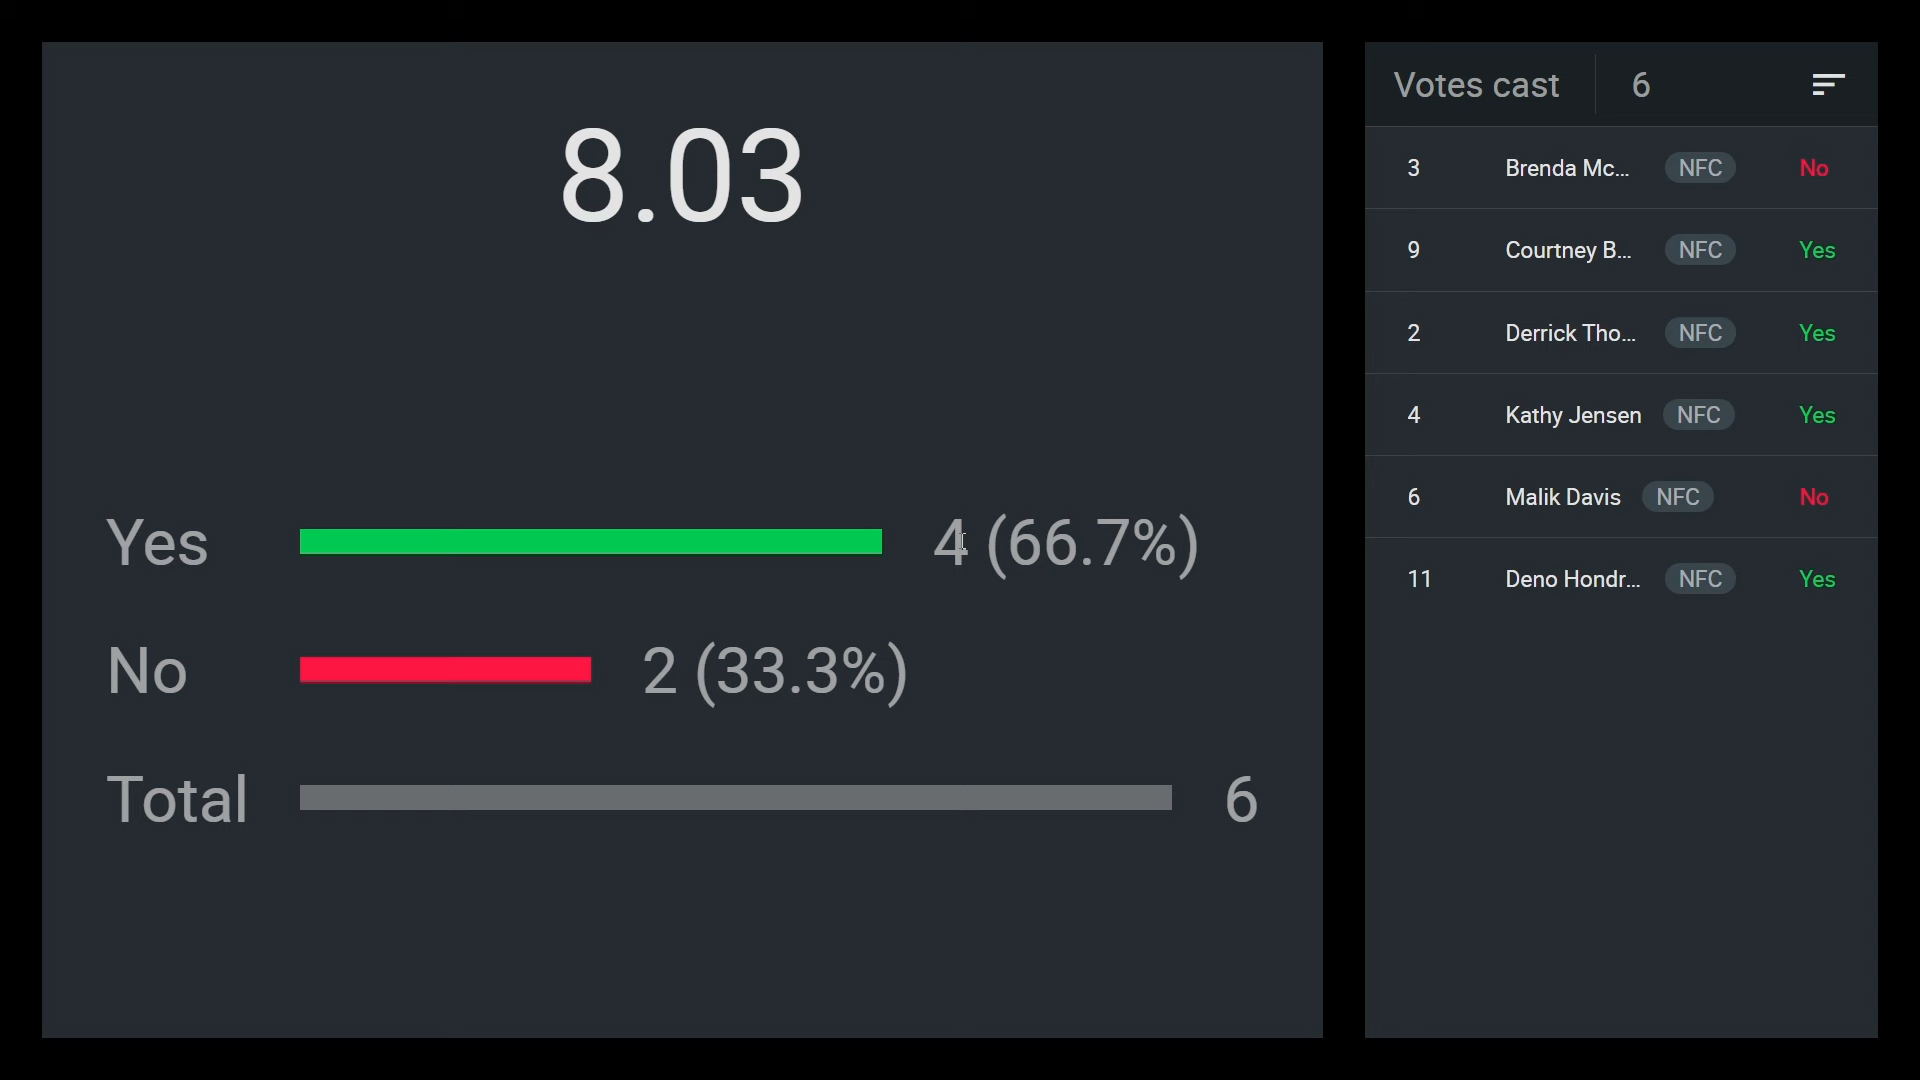 8.03
Yes 4 (66.7%)
No 2 (33.3%)
Total 6
Votes cast 6
3 Brenda Mc... NFC No
9 Courtney B... NFC Yes
2 Derrick Tho... NFC Yes
4 Kathy Jensen NFC Yes
6 Malik Davis NFC No
11 Deno Hondr... NFC Yes